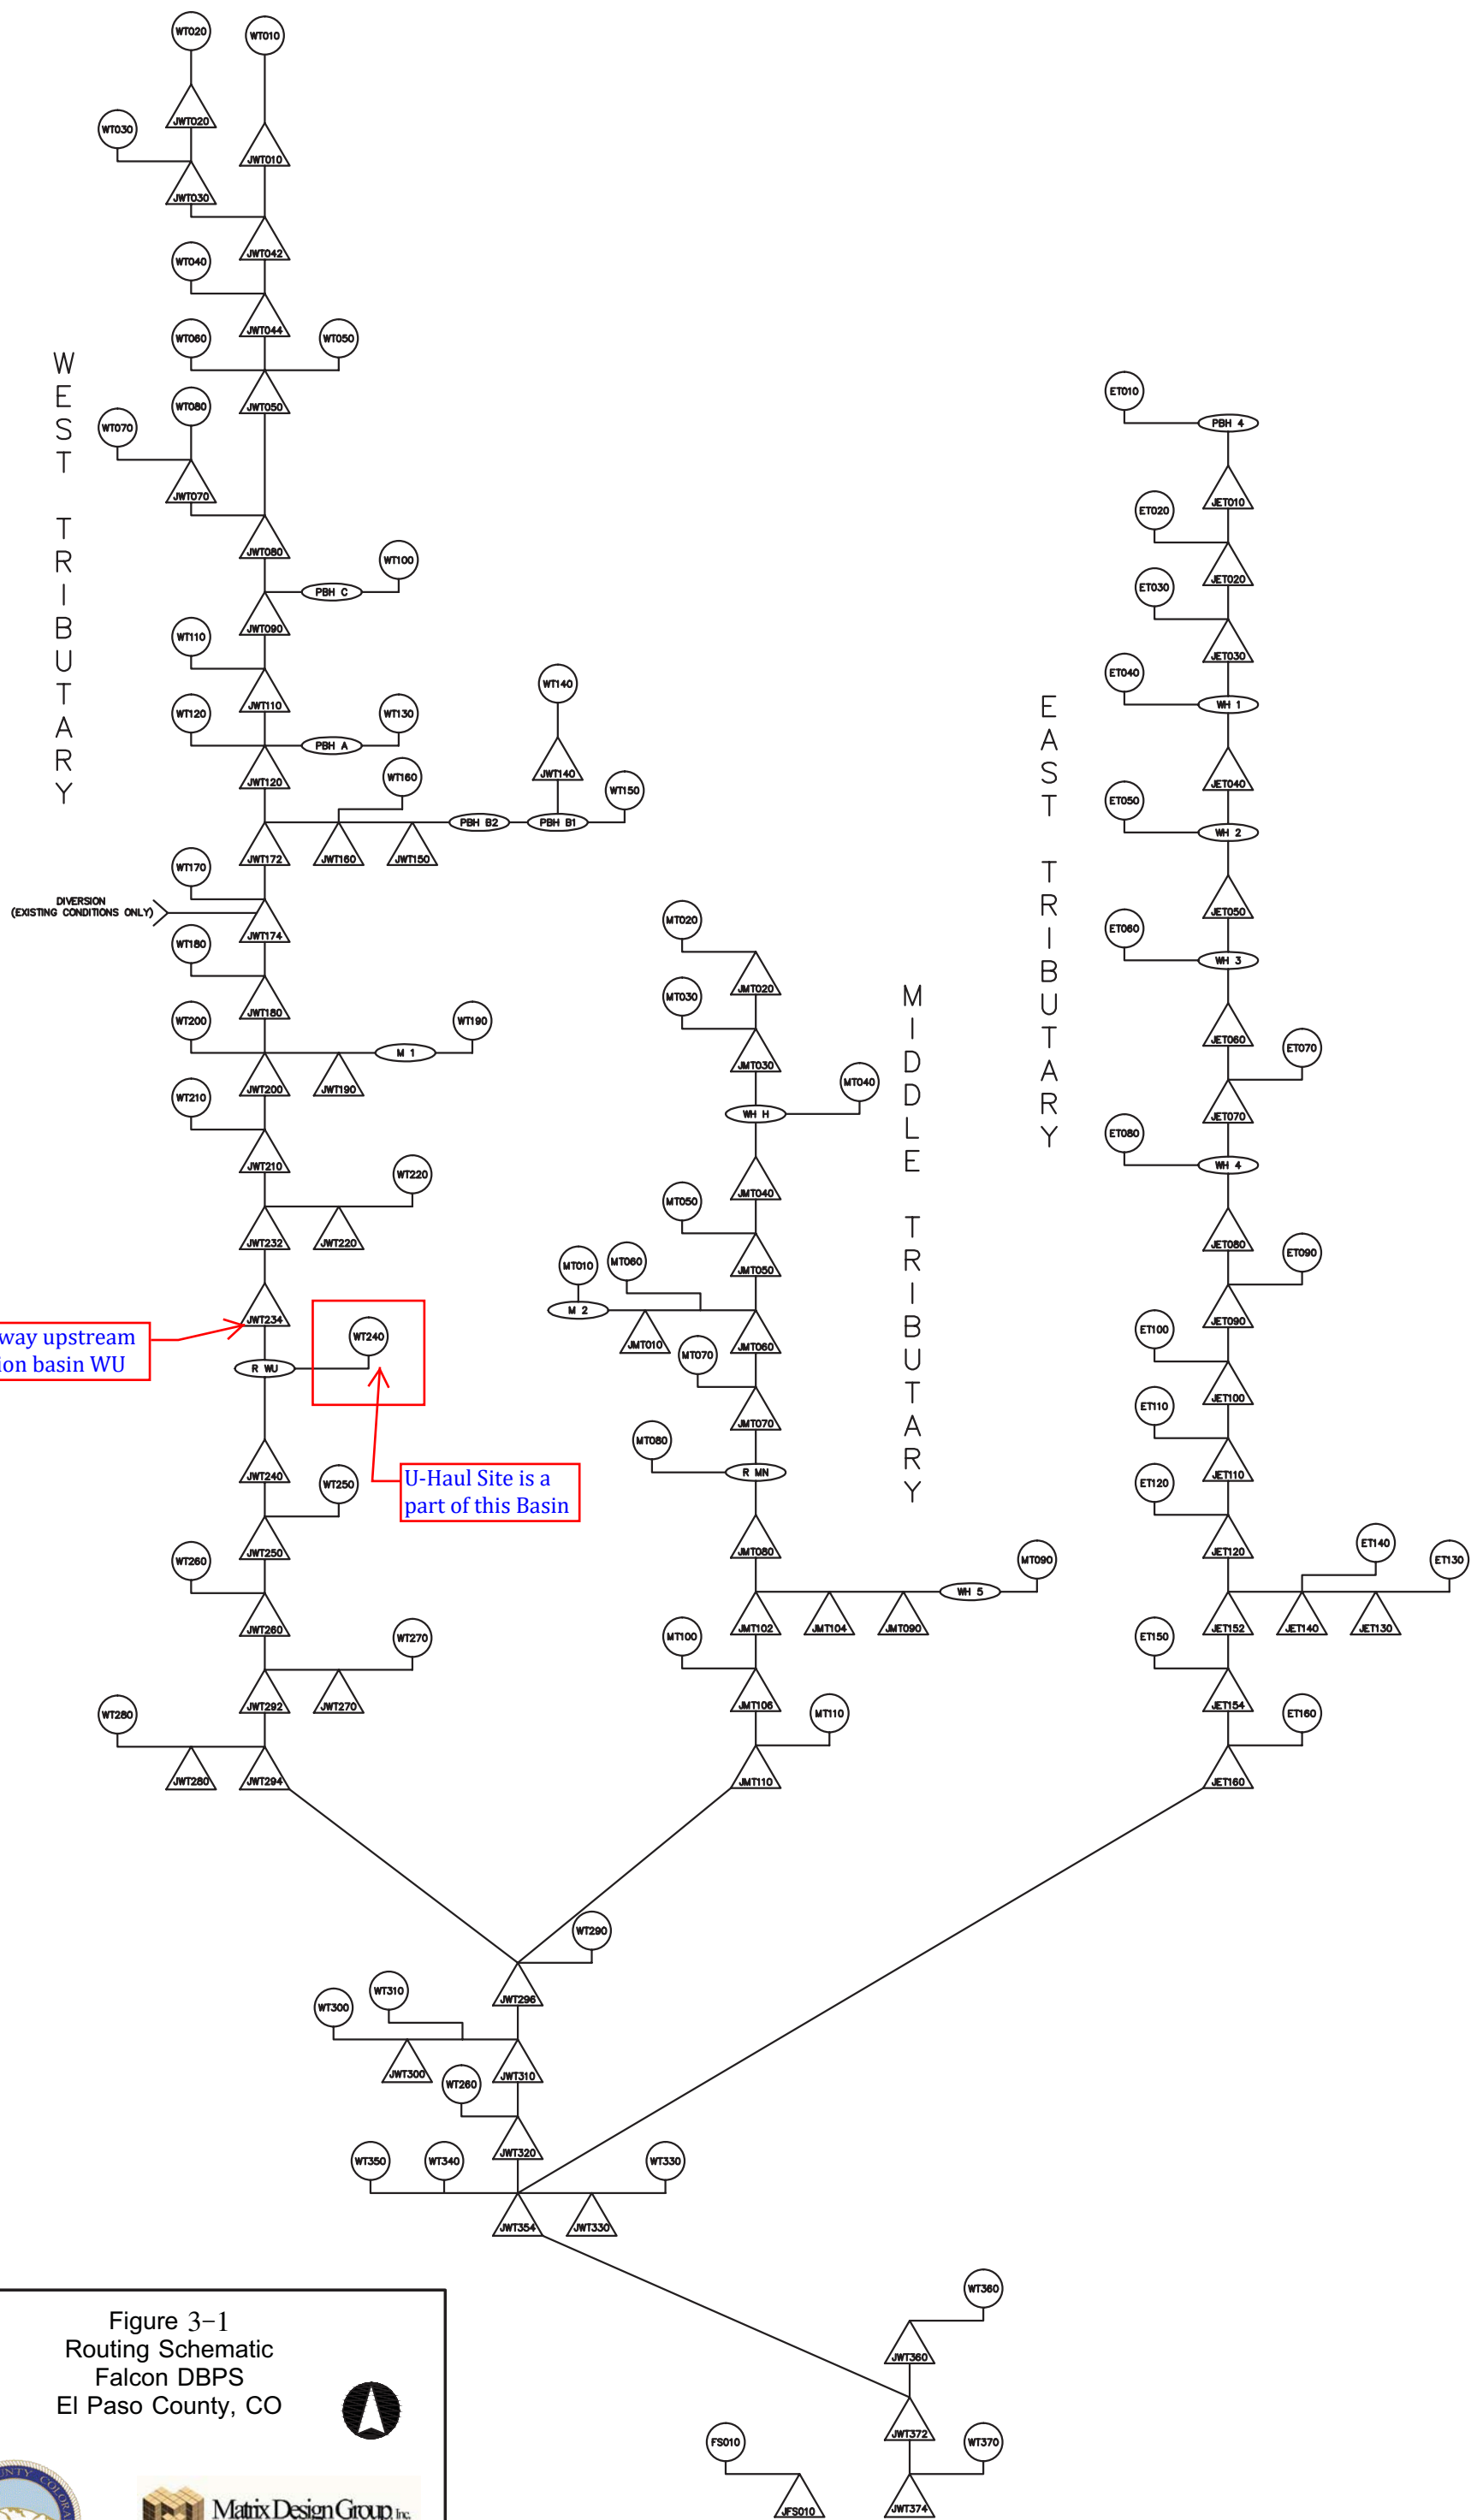 WT020
WT010
JWT020
WT030
JWT010
JWT030
JWT042
WT040
JWT044
WT060
WT050
JWT050
WT080
WT070
JWT070
JWT080
WT100
PBH C
JWT090
WT110
JWT110
WT120
WT130
PBH A
JWT120
WT140
JWT140
WT160
WT150
PBH B2
PBH B1
JWT172
JWT160
JWT150
WT170
DIVERSION
(EXISTING CONDITIONS ONLY)
JWT174
WT180
JWT180
WT200
WT190
M 1
JWT200
JWT190
WT210
JWT210
WT220
JWT232
JWT220
JWT234
way upstream
ion basin WU
WT240
R WU
U-Haul Site is a
part of this Basin
JWT240
WT250
JWT250
WT260
JWT260
WT270
JWT292
JWT270
WT280
JWT280
JWT294
WEST TRIBUTARY
MT020
JMT020
MT030
JMT030
MT040
WH H
JMT040
MT050
JMT050
MT010
MT060
M 2
JMT010
JMT060
MT070
JMT070
MT080
R MN
JMT080
MT090
WH 5
JMT102
JMT104
JMT090
MT100
JMT106
MT110
JMT110
MIDDLE TRIBUTARY
ET010
PBH 4
JET010
ET020
JET020
ET030
JET030
ET040
WH 1
JET040
ET050
WH 2
JET050
ET060
WH 3
JET060
ET070
JET070
ET080
WH 4
JET080
ET090
JET090
ET100
JET100
ET110
JET110
ET120
JET120
ET140
ET130
JET152
JET140
JET130
ET150
JET154
ET160
JET160
EAST TRIBUTARY
WT290
JWT296
WT310
WT300
JWT300
JWT310
WT260
JWT320
WT350
WT340
WT330
JWT354
JWT330
WT360
JWT360
JWT372
FS010
WT370
JFS010
JWT374
Figure 3-1
Routing Schematic
Falcon DBPS
El Paso County, CO
Matrix Design Group, Inc.